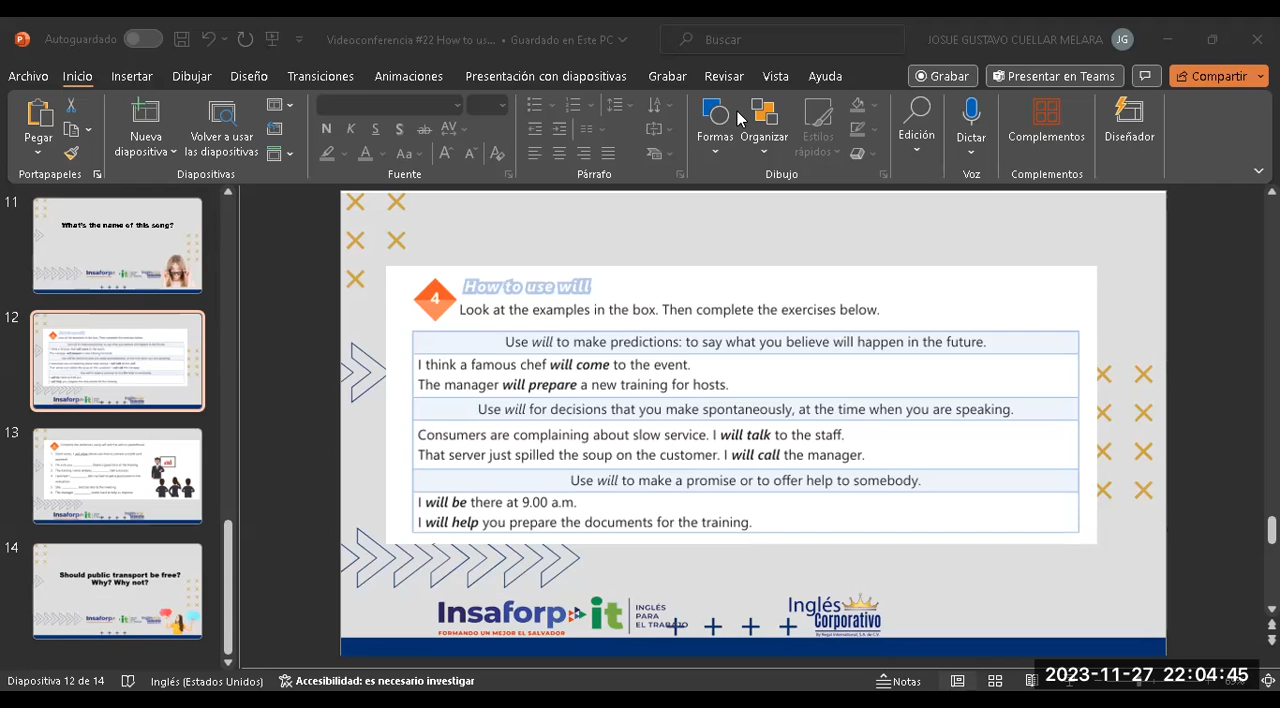 Autoguardado
Videoconferencia #22 How to us... • Guardado en Este PC
Buscar
JOSUE GUSTAVO CUELLAR MELARA
JG
Archivo Inicio Insertar Dibujar Diseño Transiciones Animaciones Presentación con diapositivas Grabar Revisar Vista Ayuda
Grabar Presentar en Teams Compartir
Pegar
Nueva diapositiva
Volver a usar las diapositivas
Formas Organizar Estilos rápidos
Edición
Dictar
Complementos
Diseñador
Portapapeles Diapositivas Fuente Párrafo Dibujo Voz Complementos
11
What's the name of this song?
12
13
14
Should public transport be free?
Why? Why not?
4
How to use will
Look at the examples in the box. Then complete the exercises below.
Use will to make predictions: to say what you believe will happen in the future.
I think a famous chef will come to the event.
The manager will prepare a new training for hosts.
Use will for decisions that you make spontaneously, at the time when you are speaking.
Consumers are complaining about slow service. I will talk to the staff.
That server just spilled the soup on the customer. I will call the manager.
Use will to make a promise or to offer help to somebody.
I will be there at 9.00 a.m.
I will help you prepare the documents for the training.
Insaforp it
FORMANDO UN MEJOR EL SALVADOR
INGLÉS
PARA
EL TRABAJO
Inglés
Corporativo
Diapositiva 12 de 14
Inglés (Estados Unidos)
Accesibilidad: es necesario investigar
Notas
2023-11-27 22:04:45